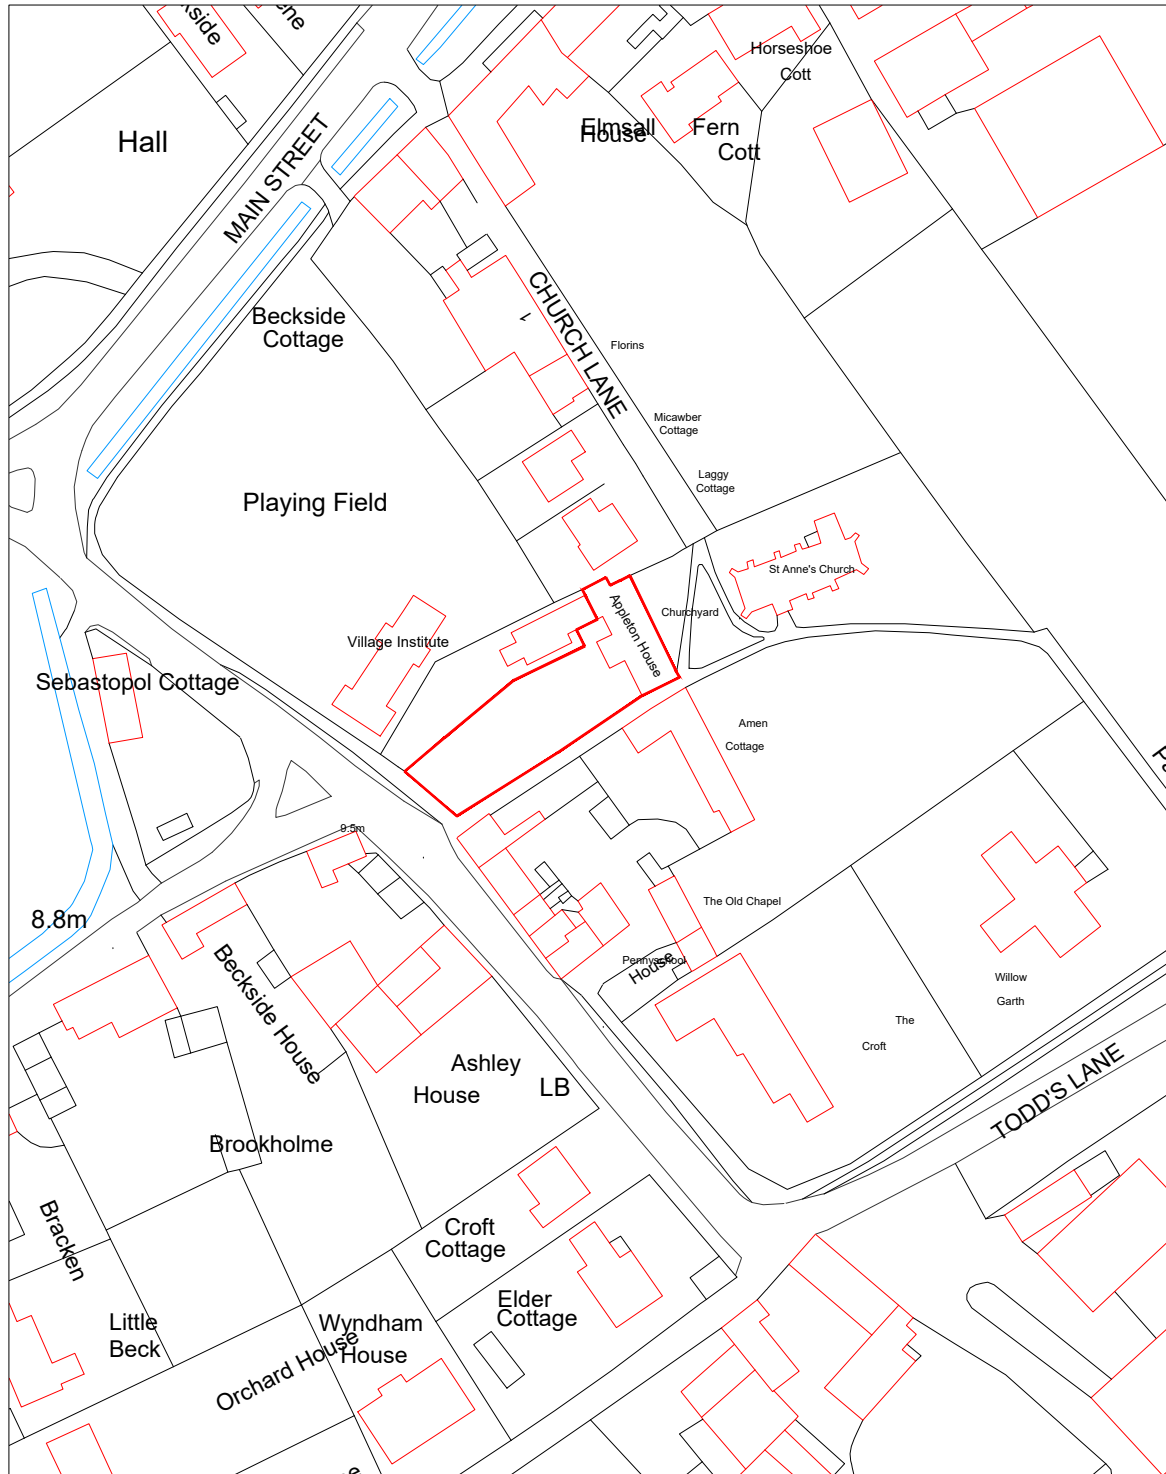 Horseshoe
Cott
Hall
MAIN STREET
Elmsall
House
Fern
Cott
Beckside
Cottage
1
CHURCH LANE
Florins
Micawber
Cottage
Laggy
Cottage
Playing Field
St Anne's Church
Appleton House
Churchyard
Village Institute
Sebastopol Cottage
Amen
Cottage
9.5m
The Old Chapel
8.8m
Beckside House
Pennyschool
House
Willow
Garth
The
Croft
Ashley
House
LB
TODD'S LANE
Brookholme
Bracken
Croft
Cottage
Elder
Cottage
Little
Beck
Wyndham
House
Orchard House